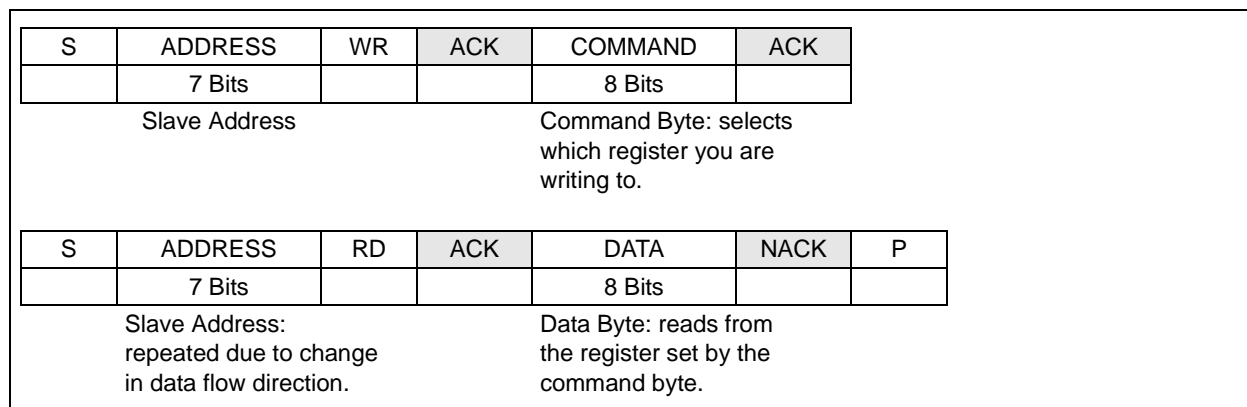 S ADDRESS WR ACK COMMAND ACK
7 Bits 8 Bits
Slave Address
Command Byte: selects
which register you are
writing to.
S ADDRESS RD ACK DATA NACK P
7 Bits 8 Bits
Slave Address:
repeated due to change
in data flow direction.
Data Byte: reads from
the register set by the
command byte.